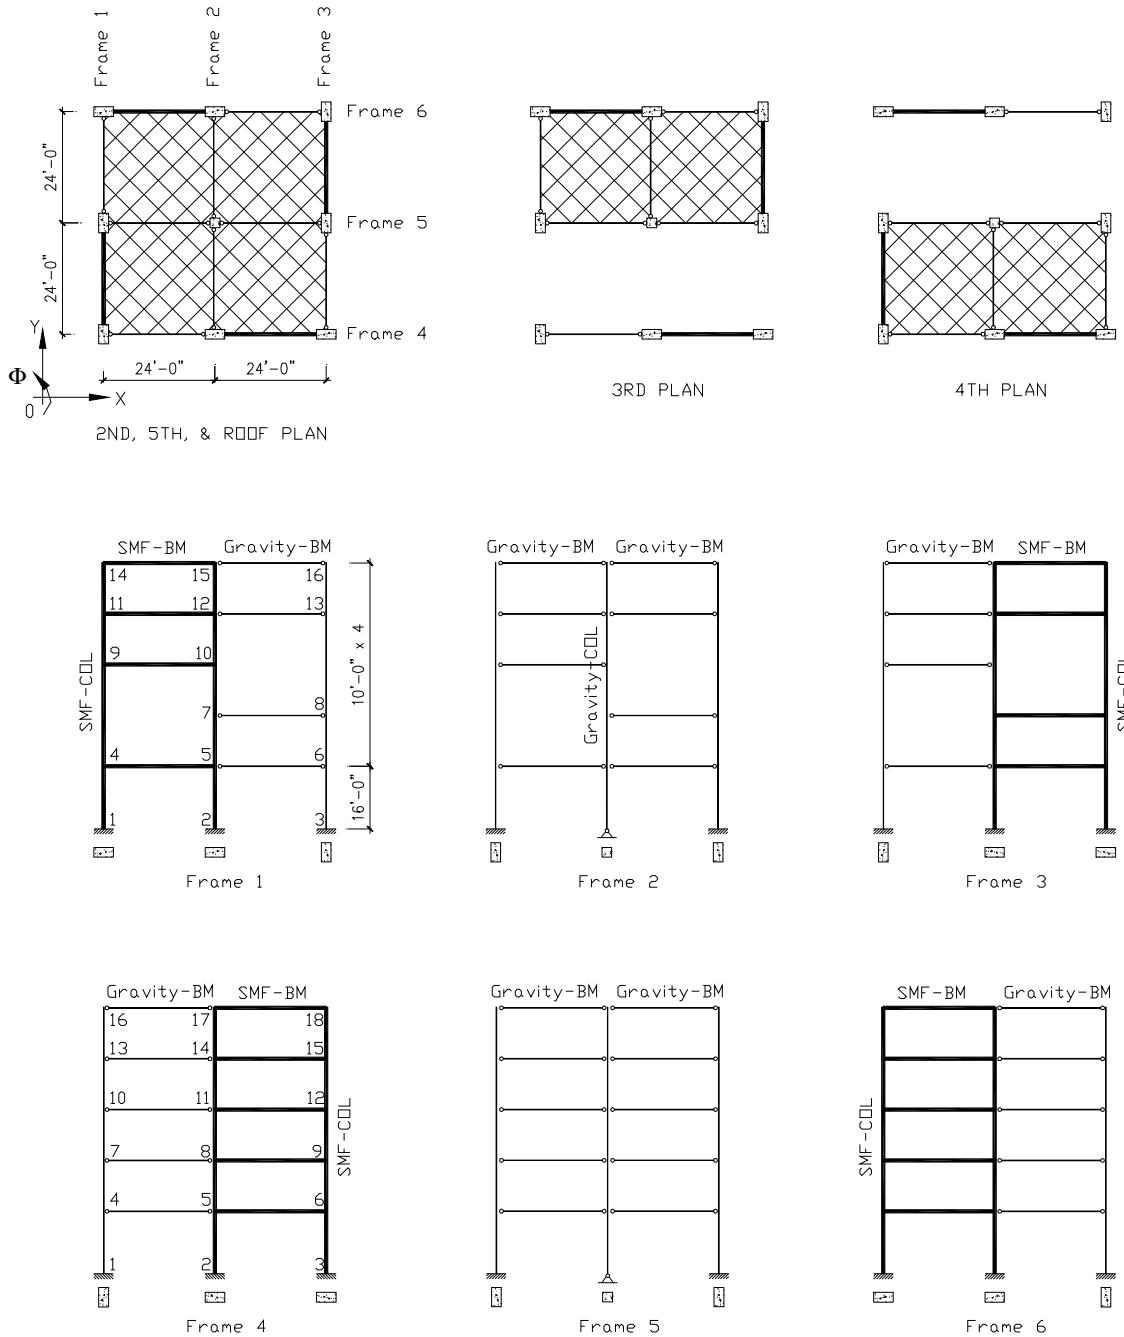 Frame 1
Frame 2
Frame 3
Frame 6
24'-0"
Frame 5
24'-0"
Frame 4
Y
Φ
0
X
24'-0" 24'-0"
2ND, 5TH, & ROOF PLAN
3RD PLAN
4TH PLAN
SMF-BM Gravity-BM
14 15 16
11 12 13
9 10
7 8
4 5 6
1 2 3
SMF-COL
10'-0" x 4
16'-0"
Frame 1
Gravity-BM Gravity-BM
Gravity-COL
Frame 2
Gravity-BM SMF-BM
SMF-COL
Frame 3
Gravity-BM SMF-BM
16 17 18
13 14 15
10 11 12
7 8 9
4 5 6
1 2 3
SMF-COL
Frame 4
Gravity-BM Gravity-BM
Frame 5
SMF-BM Gravity-BM
SMF-COL
Frame 6